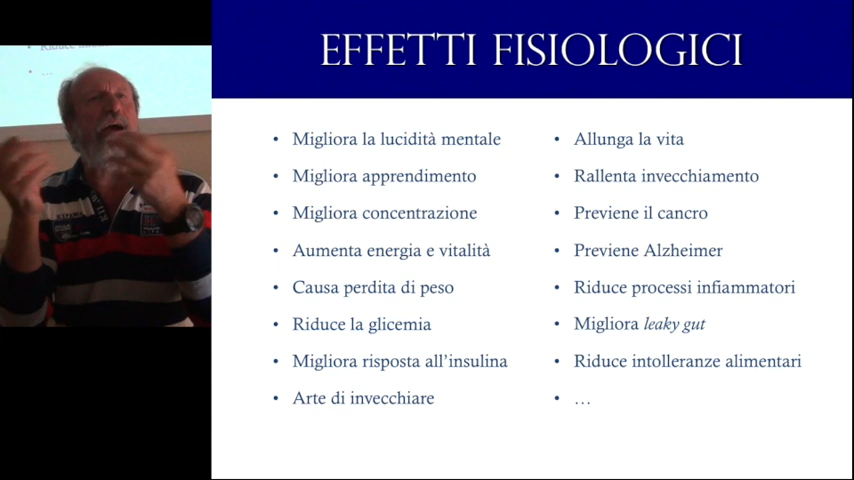 EFFETTI FISIOLOGICI
• Migliora la lucidità mentale
• Migliora apprendimento
• Migliora concentrazione
• Aumenta energia e vitalità
• Causa perdita di peso
• Riduce la glicemia
• Migliora risposta all'insulina
• Arte di invecchiare
• Allunga la vita
• Rallenta invecchiamento
• Previene il cancro
• Previene Alzheimer
• Riduce processi infiammatori
• Migliora leaky gut
• Riduce intolleranze alimentari
• …
• Riduce
• …